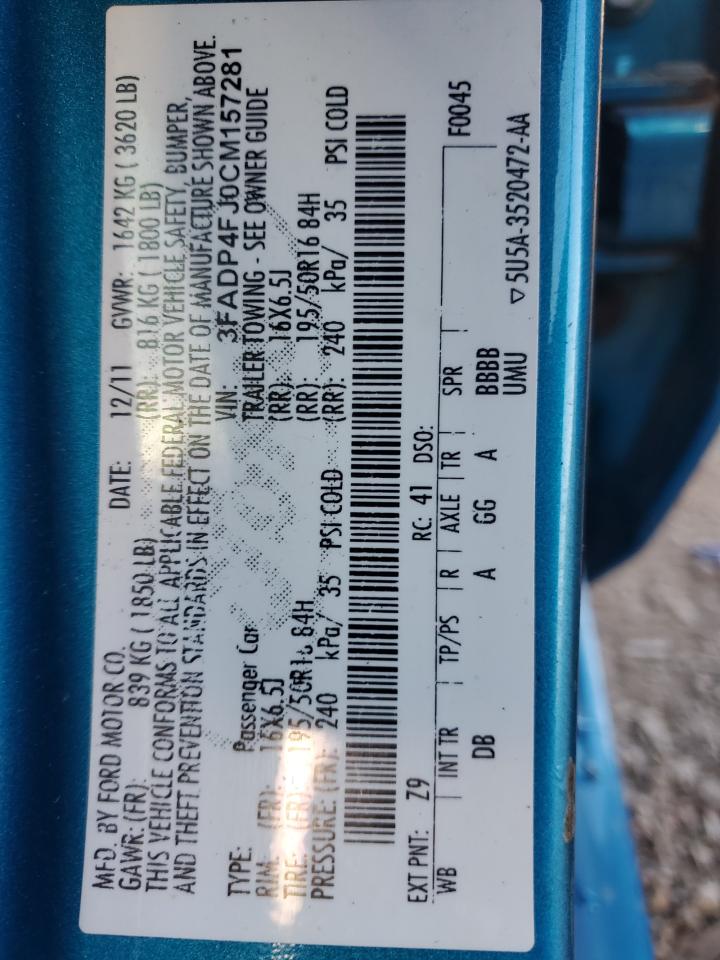 MFD. BY FORD MOTOR CO. DATE: 12/11 GVWR: 1642 KG ( 3620 LB)
GAWR: (FR): 839 KG ( 1850 LB) (RR): 816 KG ( 1800 LB)
THIS VEHICLE CONFORMS TO ALL APPLICABLE FEDERAL MOTOR VEHICLE SAFETY, BUMPER,
AND THEFT PREVENTION STANDARDS IN EFFECT ON THE DATE OF MANUFACTURE SHOWN ABOVE.
VIN: 3FADP4FJ0CM157281
TYPE: Passenger Car TRAILER TOWING - SEE OWNER GUIDE
RIM: (FR): 16X6.5J (RR): 16X6.5J
TIRE: (FR): 195/50R16 84H (RR): 195/50R16 84H
PRESSURE: (FR): 240 kPa/ 35 PSI COLD (RR): 240 kPa/ 35 PSI COLD
EXT PNT: Z9 RC: 41 DSO: F0045
WB INT TR TP/PS R AXLE TR SPR
DB A GG A BBBB
UMU
▽5U5A-3520472-AA